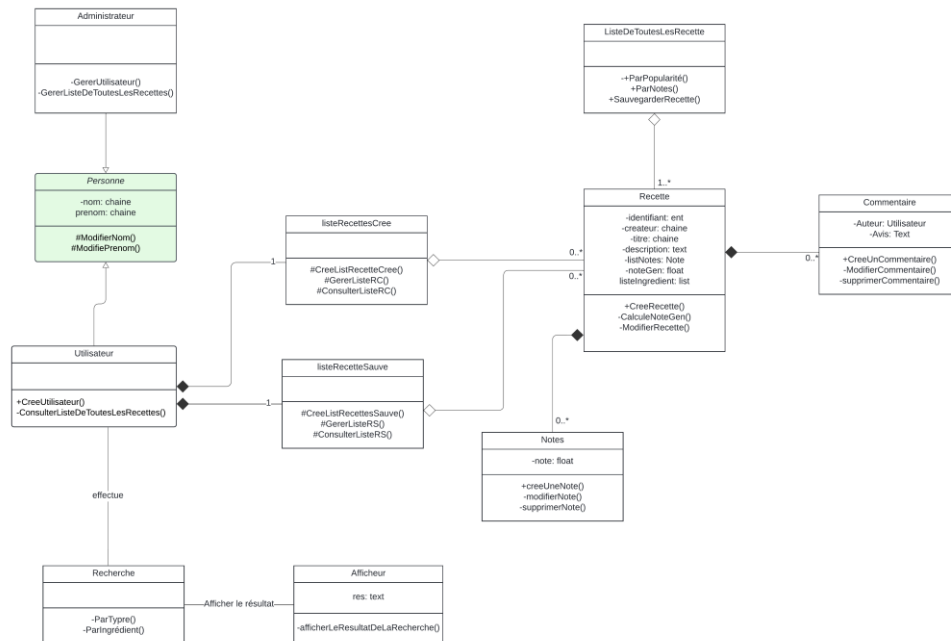 Administrateur
-GererUtilisateur()
-GererListeDeToutesLesRecettes()
ListeDeToutesLesRecette
-+ParPopularité()
+ParNotes()
+SauvegarderRecette()
Personne
-nom: chaine
prenom: chaine
#ModifierNom()
#ModifiePrenom()
1..*
Recette
-identifiant: ent
-createur: chaine
-titre: chaine
-description: text
-listNotes: Note
-noteGen: float
listeIngredient: list
+CreeRecette()
-CalculeNoteGen()
-ModifierRecette()
Commentaire
-Auteur: Utilisateur
-Avis: Text
+CreeUnCommentaire()
-ModifierCommentaire()
-supprimerCommentaire()
0..*
listeRecettesCree
#CreeListRecetteCree()
#GererListeRC()
#ConsulterListeRC()
1
0..*
0..*
Utilisateur
+CreeUtilisateur()
-ConsulterListeDeToutesLesRecettes()
listeRecetteSauve
#CreeListRecettesSauve()
#GererListeRS()
#ConsulterListeRS()
1
0..*
Notes
-note: float
+creeUneNote()
-modifierNote()
-supprimerNote()
effectue
Recherche
-ParTypre()
-ParIngrédient()
Afficher le résultat
Afficheur
res: text
-afficherLeResultatDeLaRecherche()